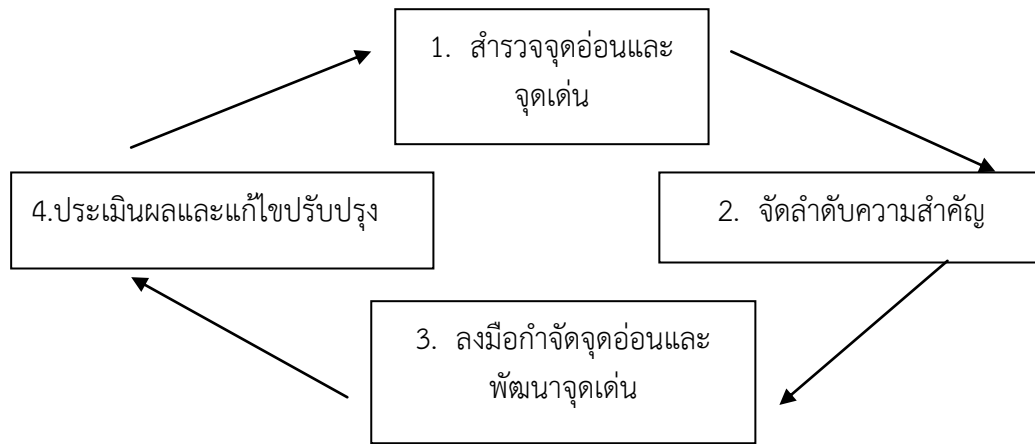 1. สำรวจจุดอ่อนและ
จุดเด่น
2. จัดลำดับความสำคัญ
3. ลงมือกำจัดจุดอ่อนและ
พัฒนาจุดเด่น
4.ประเมินผลและแก้ไขปรับปรุง